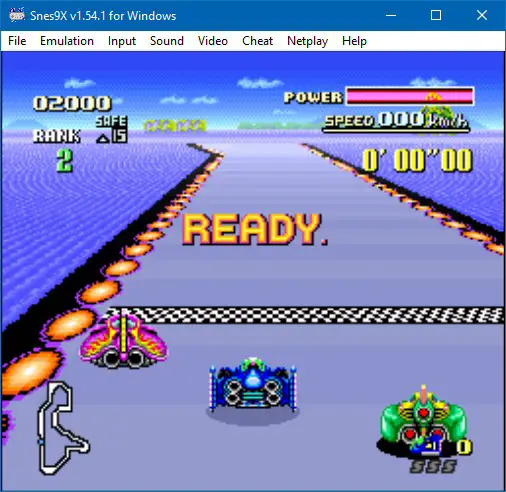 Snes9X v1.54.1 for Windows
File Emulation Input Sound Video Cheat Netplay Help
02000
POWER
SAFE
SPEED 000 km/h
RANK 15
2
0'00"00
READY.
0
SSS